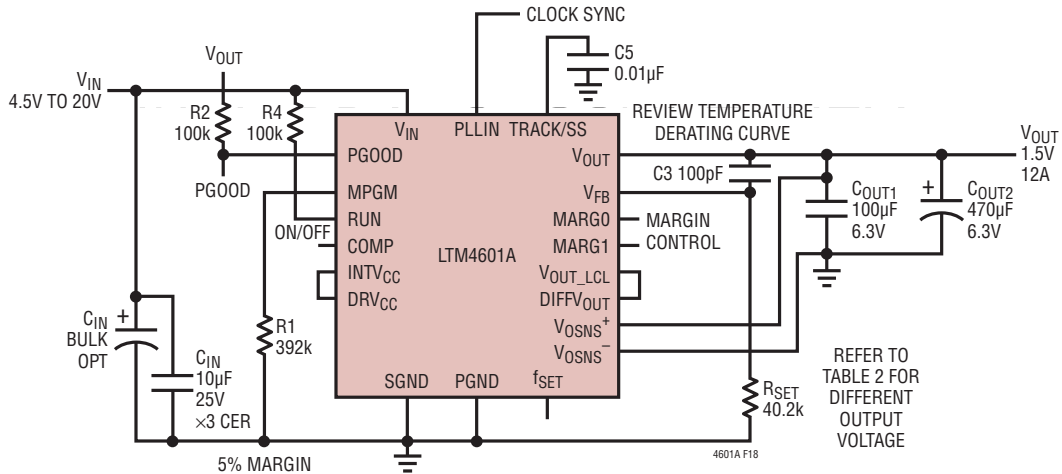 CLOCK SYNC
C5
0.01µF
VOUT
VIN
4.5V TO 20V
R2
100k
R4
100k
PGOOD
ON/OFF
VIN
PLLIN
TRACK/SS
PGOOD
MPGM
RUN
COMP
INTVCC
DRVCC
SGND
PGND
fSET
LTM4601A
VOUT
VFB
MARG0
MARG1
VOUT_LCL
DIFFVOUT
VOSNS+
VOSNS–
REVIEW TEMPERATURE
DERATING CURVE
C3 100pF
MARGIN
CONTROL
VOUT
1.5V
12A
COUT1
100µF
6.3V
+
COUT2
470µF
6.3V
CIN
BULK
OPT
+
CIN
10µF
25V
×3 CER
R1
392k
5% MARGIN
RSET
40.2k
REFER TO
TABLE 2 FOR
DIFFERENT
OUTPUT
VOLTAGE
4601A F18